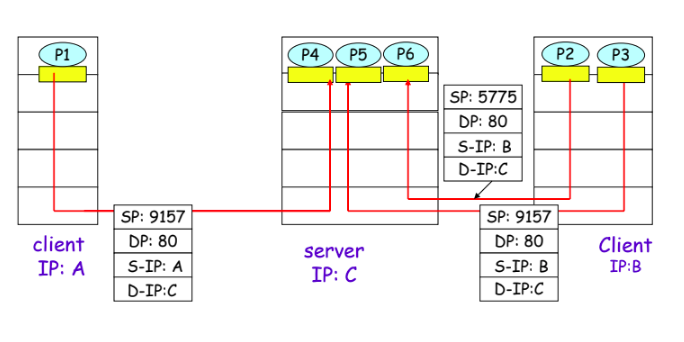 P1
P4
P5
P6
P2
P3
SP: 5775
DP: 80
S-IP: B
D-IP:C
SP: 9157
DP: 80
S-IP: A
D-IP:C
SP: 9157
DP: 80
S-IP: B
D-IP:C
client
IP: A
server
IP: C
Client
IP:B